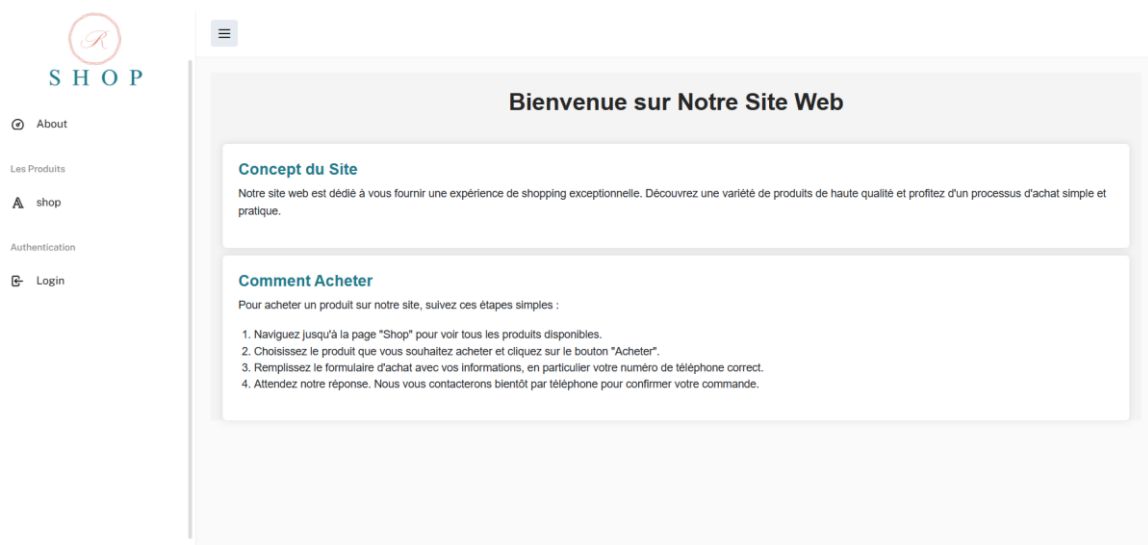 R
SHOP
About
Les Produits
shop
Authentication
Login
Bienvenue sur Notre Site Web
Concept du Site
Notre site web est dédié à vous fournir une expérience de shopping exceptionnelle. Découvrez une variété de produits de haute qualité et profitez d'un processus d'achat simple et
pratique.
Comment Acheter
Pour acheter un produit sur notre site, suivez ces étapes simples :
1. Naviguez jusqu'à la page "Shop" pour voir tous les produits disponibles.
2. Choisissez le produit que vous souhaitez acheter et cliquez sur le bouton "Acheter".
3. Remplissez le formulaire d'achat avec vos informations, en particulier votre numéro de téléphone correct.
4. Attendez notre réponse. Nous vous contacterons bientôt par téléphone pour confirmer votre commande.